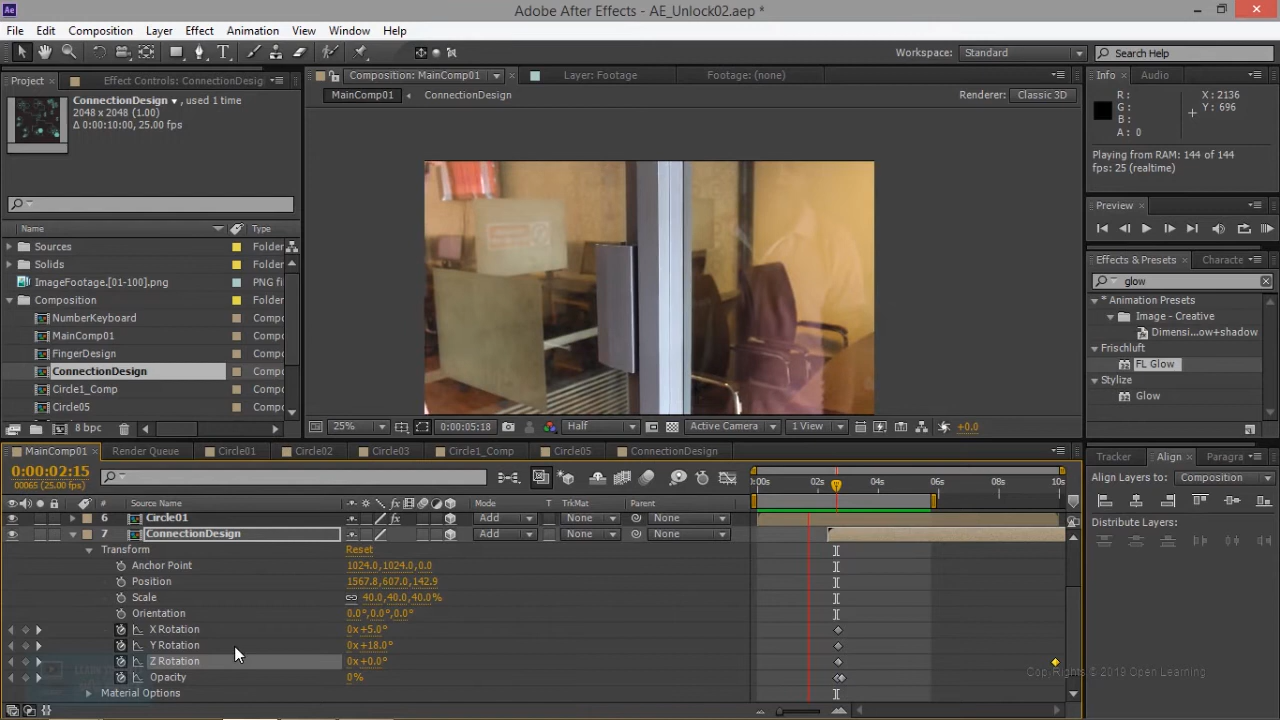 Adobe After Effects - AE_Unlock02.aep *
File Edit Composition Layer Effect Animation View Window Help
Workspace: Standard Search Help
Project Effect Controls: ConnectionDesign Composition: MainComp01 Layer: Footage Footage: (none) Info Audio
MainComp01 ConnectionDesign Renderer: Classic 3D
ConnectionDesign , used 1 time
2048 x 2048 (1.00)
Δ 0:00:10:00, 25.00 fps
R: X: 2136
G: Y: 696
B:
A: 0
Playing from RAM: 144 of 144
fps: 25 (realtime)
Preview
Name Type
Sources Folder
Solids Folder
ImageFootage.[01-100].png PNG fi
Composition Folder
NumberKeyboard Compo
MainComp01 Compo
FingerDesign Compo
ConnectionDesign Compo
Circle1_Comp Compo
Circle05 Compo
8 bpc
Effects & Presets Characte
glow
* Animation Presets
Image - Creative
Dimensi...ow+shadow
Frischluft
FL Glow
Stylize
Glow
25% 0:00:05:18 Half Active Camera 1 View +0.0
MainComp01 Render Queue Circle01 Circle02 Circle03 Circle1_Comp Circle05 ConnectionDesign
Tracker Align Paragra
0:00:02:15
00065 (25.00 fps)
:00s 02s 04s 06s 08s 10s
Align Layers to: Composition
Distribute Layers:
# Source Name Mode T TrkMat Parent
6 Circle01 Add None None
7 ConnectionDesign Add None None
Transform Reset
Anchor Point 1024.0,1024.0,0.0
Position 1567.8,607.0,142.9
Scale 40.0,40.0,40.0%
Orientation 0.0°,0.0°,0.0°
X Rotation 0x+5.0°
Y Rotation 0x+18.0°
Z Rotation 0x+0.0°
Opacity 0%
Material Options
Cop Rights © 2019 Open Learning